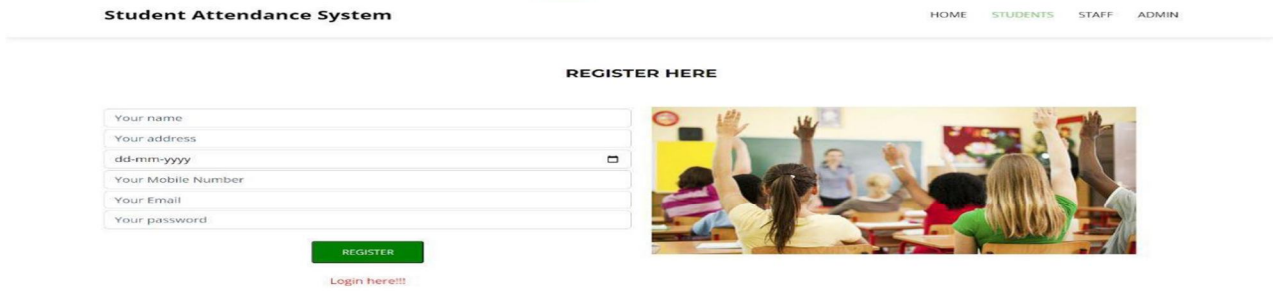 Student Attendance System
HOME STUDENTS STAFF ADMIN
REGISTER HERE
Your name
Your address
dd-mm-yyyy
Your Mobile Number
Your Email
Your password
REGISTER
Login here!!!